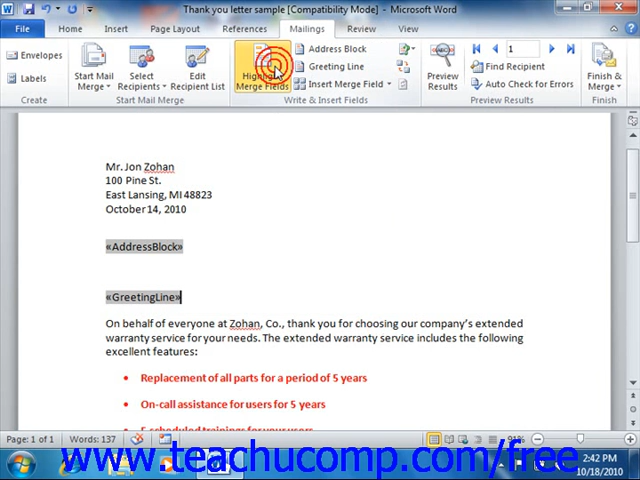 Thank you letter sample [Compatibility Mode] - Microsoft Word
File Home Insert Page Layout References Mailings Review View
Envelopes
Labels
Create
Start Mail Merge
Select Recipients
Edit Recipient List
Start Mail Merge
Highlight Merge Fields
Address Block
Greeting Line
Insert Merge Field
Write & Insert Fields
Preview Results
1
Find Recipient
Auto Check for Errors
Preview Results
Finish & Merge
Finish
Mr. Jon Zohan
100 Pine St.
East Lansing, MI 48823
October 14, 2010
«AddressBlock»
«GreetingLine»
On behalf of everyone at Zohan, Co., thank you for choosing our company's extended
warranty service for your needs. The extended warranty service includes the following
excellent features:
• Replacement of all parts for a period of 5 years
• On-call assistance for users for 5 years
• 5 scheduled trainings for your users
Page: 1 of 1 Words: 137 91%
www.teachucomp.com/free
2:42 PM
10/18/2010